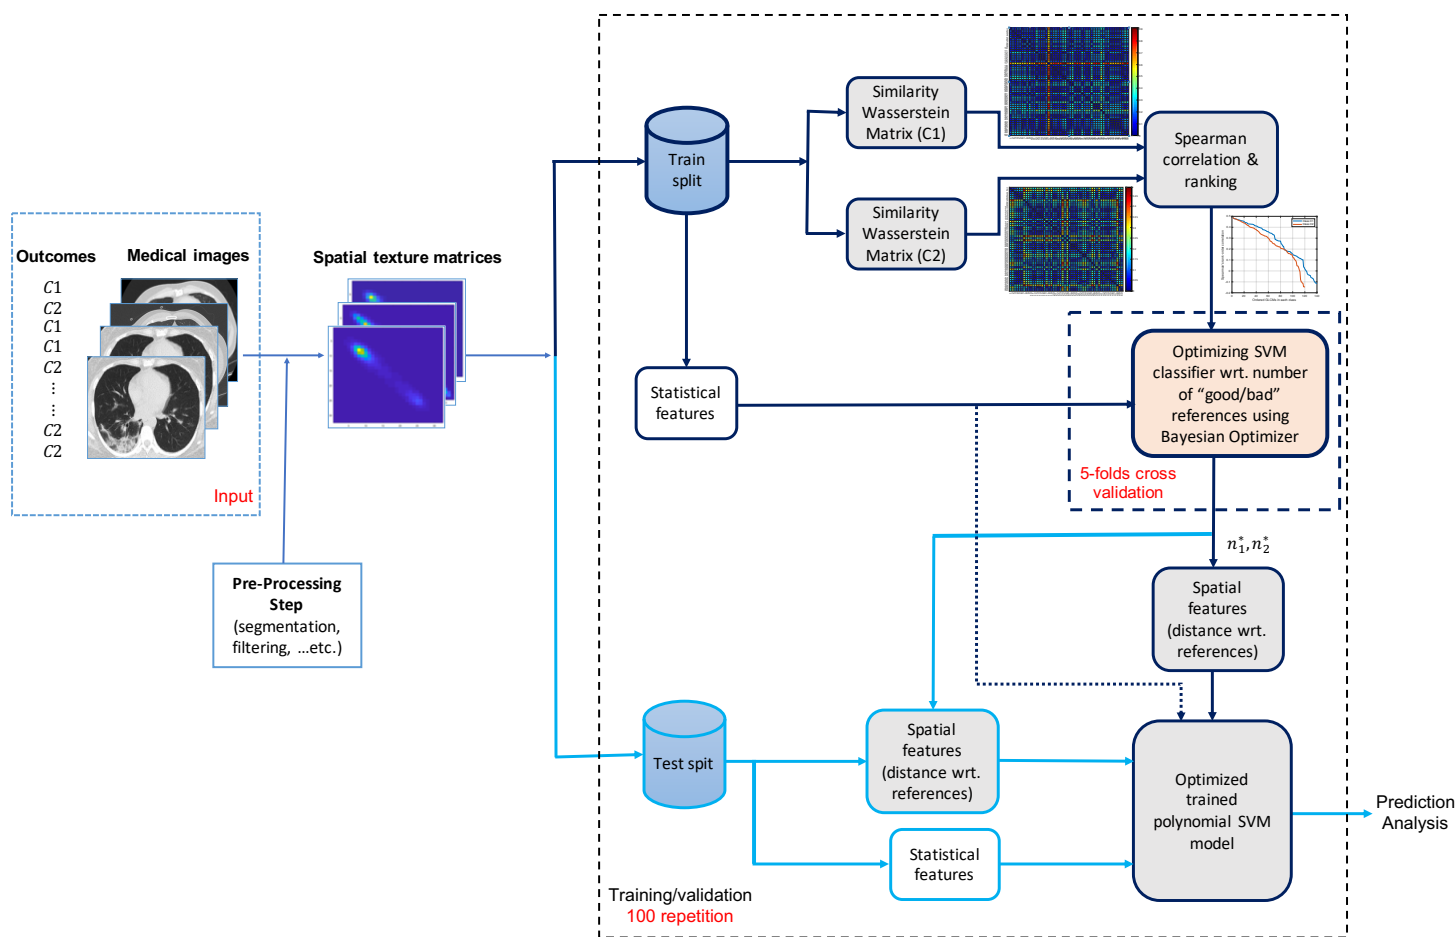 Outcomes
C1
C2
C1
C1
C2
⋮
⋮
C2
C2
Medical images
Input
Pre-Processing
Step
(segmentation,
filtering, ...etc.)
Spatial texture matrices
Train
split
Similarity
Wasserstein
Matrix (C1)
Similarity
Wasserstein
Matrix (C2)
Spearman
correlation &
ranking
Statistical
features
Optimizing SVM
classifier wrt. number
of “good/bad”
references using
Bayesian Optimizer
5-folds cross
validation
n₁*, n₂*
Spatial
features
(distance wrt.
references)
Test spit
Spatial
features
(distance wrt.
references)
Statistical
features
Optimized
trained
polynomial SVM
model
Prediction
Analysis
Training/validation
100 repetition